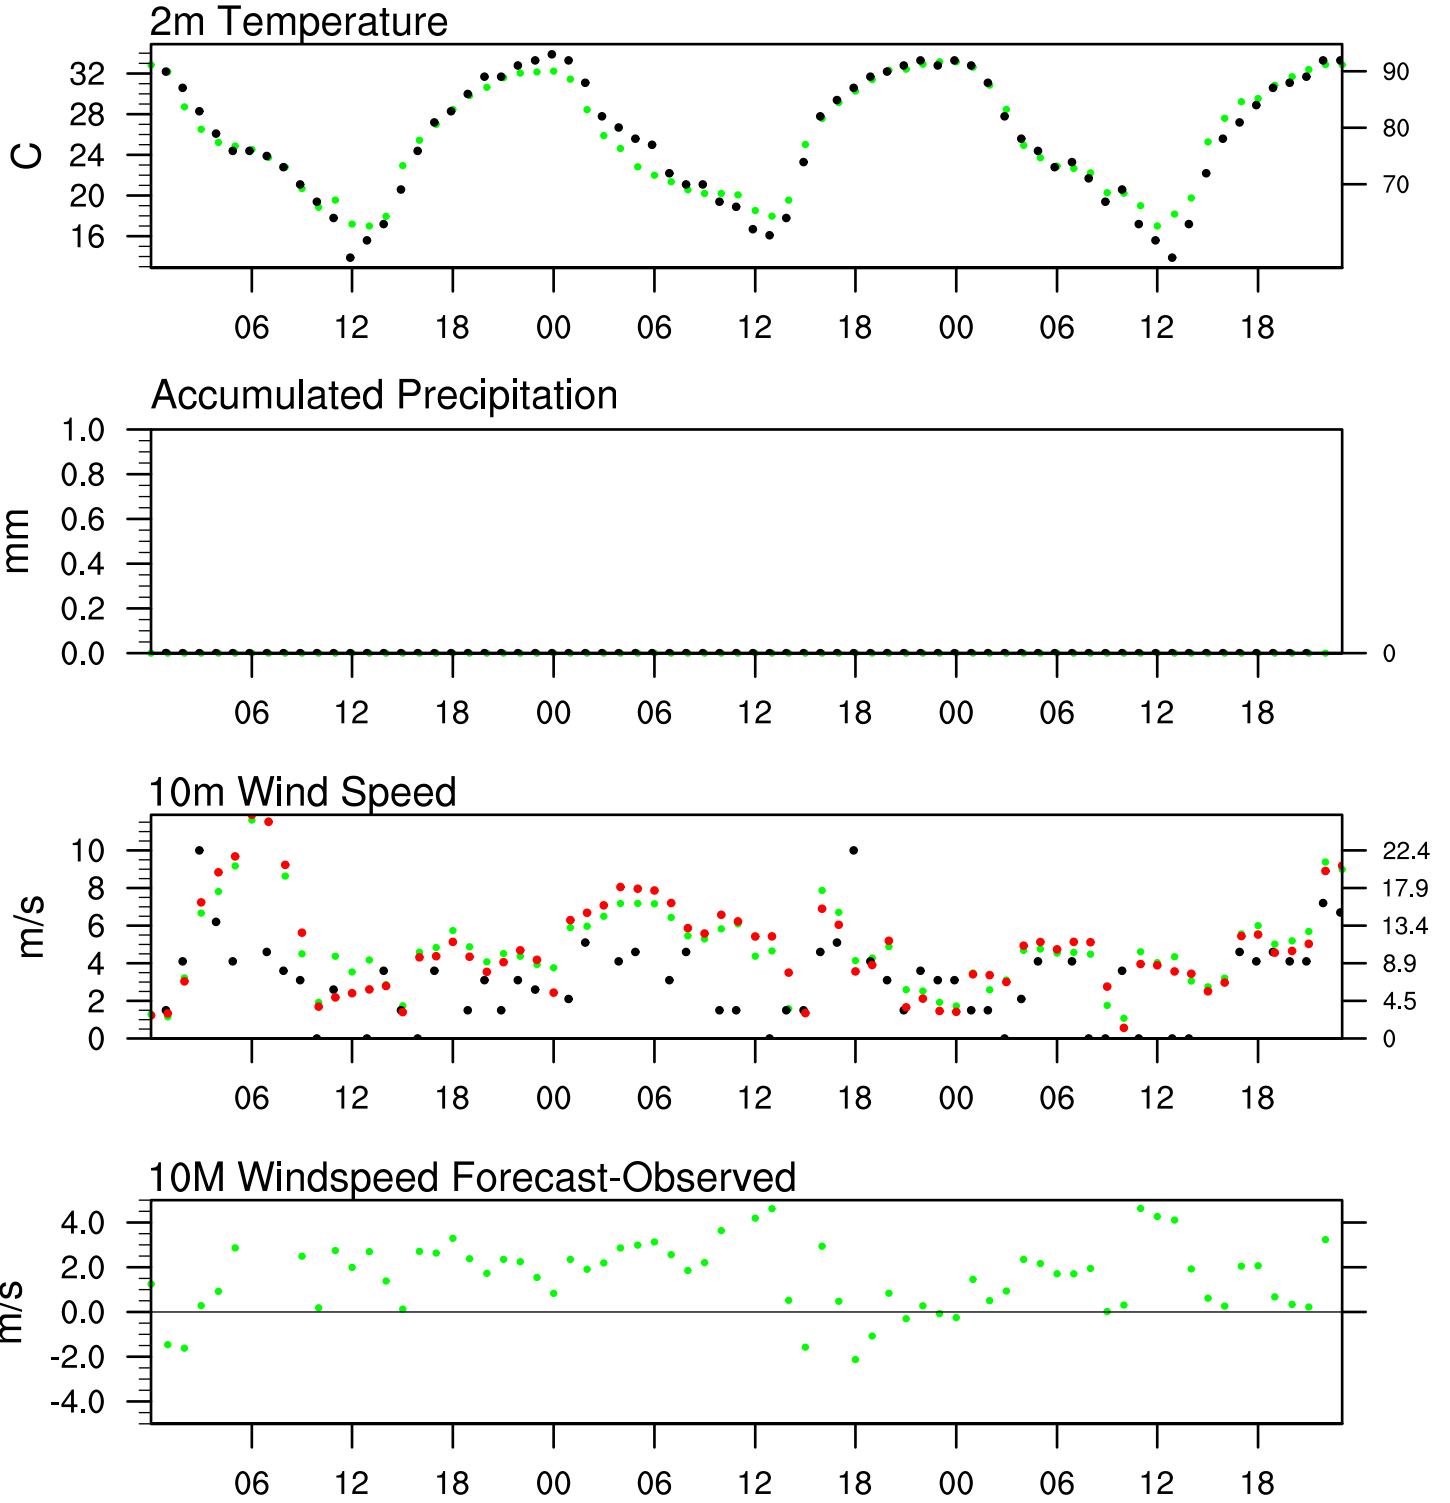 2m Temperature
32
28
24
20
16
C
90
80
70
06 12 18 00 06 12 18 00 06 12 18
Accumulated Precipitation
1.0
0.8
0.6
0.4
0.2
0.0
mm
0
06 12 18 00 06 12 18 00 06 12 18
10m Wind Speed
10
8
6
4
2
0
m/s
22.4
17.9
13.4
8.9
4.5
0
06 12 18 00 06 12 18 00 06 12 18
10M Windspeed Forecast-Observed
4.0
2.0
0.0
-2.0
-4.0
m/s
06 12 18 00 06 12 18 00 06 12 18